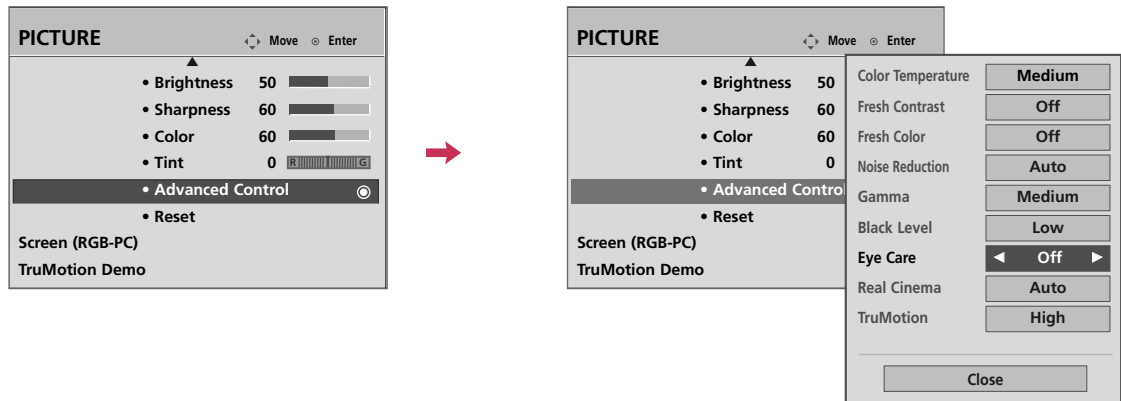 PICTURE Move Enter
• Brightness 50
• Sharpness 60
• Color 60
• Tint 0 R G
• Advanced Control
• Reset
Screen (RGB-PC)
TruMotion Demo
PICTURE Move Enter
• Brightness 50
• Sharpness 60
• Color 60
• Tint 0
• Advanced Control
• Reset
Screen (RGB-PC)
TruMotion Demo
Color Temperature Medium
Fresh Contrast Off
Fresh Color Off
Noise Reduction Auto
Gamma Medium
Black Level Low
Eye Care ◄ Off ►
Real Cinema Auto
TruMotion High
Close